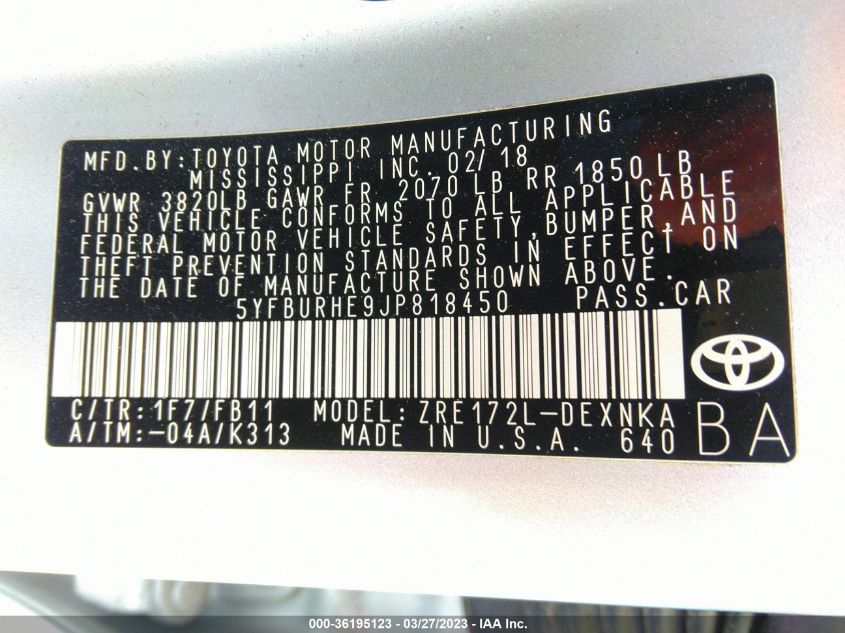 MFD.BY:TOYOTA MOTOR MANUFACTURING
MISSISSIPPI INC. 02/18
GVWR 3820LB GAWR FR 2070 LB RR 1850 LB
THIS VEHICLE CONFORMS TO ALL APPLICABLE
FEDERAL MOTOR VEHICLE SAFETY,BUMPER,AND
THEFT PREVENTION STANDARDS IN EFFECT ON
THE DATE OF MANUFACTURE SHOWN ABOVE.
5YFBURHE9JP818450 PASS.CAR
C/TR:1F7/FB11 MODEL:ZRE172L-DEXNKA
A/TM:-04A/K313 MADE IN U.S.A. 640
BA
000-36195123 - 03/27/2023 - IAA Inc.